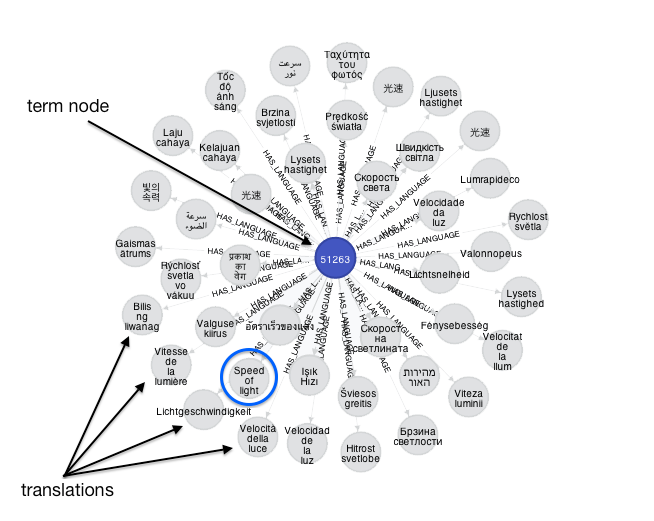 Ταχύτητα
του
φωτός
سرعت
نور
Tốc
độ
ánh
sáng
光速
Ljusets
hastighet
term node
Brzina
svjetlosti
Prędkość
światła
光速
Laju
cahaya
Kelajuan
cahaya
Lysets
hastighet
Швидкість
світла
빛의
속력
光速
Скорость
света
Lumrapideco
سرعة
الضوء
Velocidade
da
luz
Rychlost
světla
HAS_LANGUAGE
HAS_LANGUAGE
HAS_LANGUAGE
HAS_LANGUAGE
Gaismas
ātrums
प्रकाश
का
वेग
51263
Valonnopeus
Rýchlosť
svetla vo
vákuu
Lichtsnelheid
Lysets
hastighed
Bilis
ng
liwanag
Valguse
kiirus
อัตราเร็วของแสง
Скорост
на
светлината
Fénysebesség
Velocitat
de
la
llum
Vitesse
de
la
lumière
Speed
of
light
Işık
Hızı
מהירות
האור
Šviesos
greitis
Viteza
luminii
Lichtgeschwindigkeit
Velocità
della
luce
Velocidad
de
la
luz
Hitrost
svetlobe
Брзина
светлости
translations